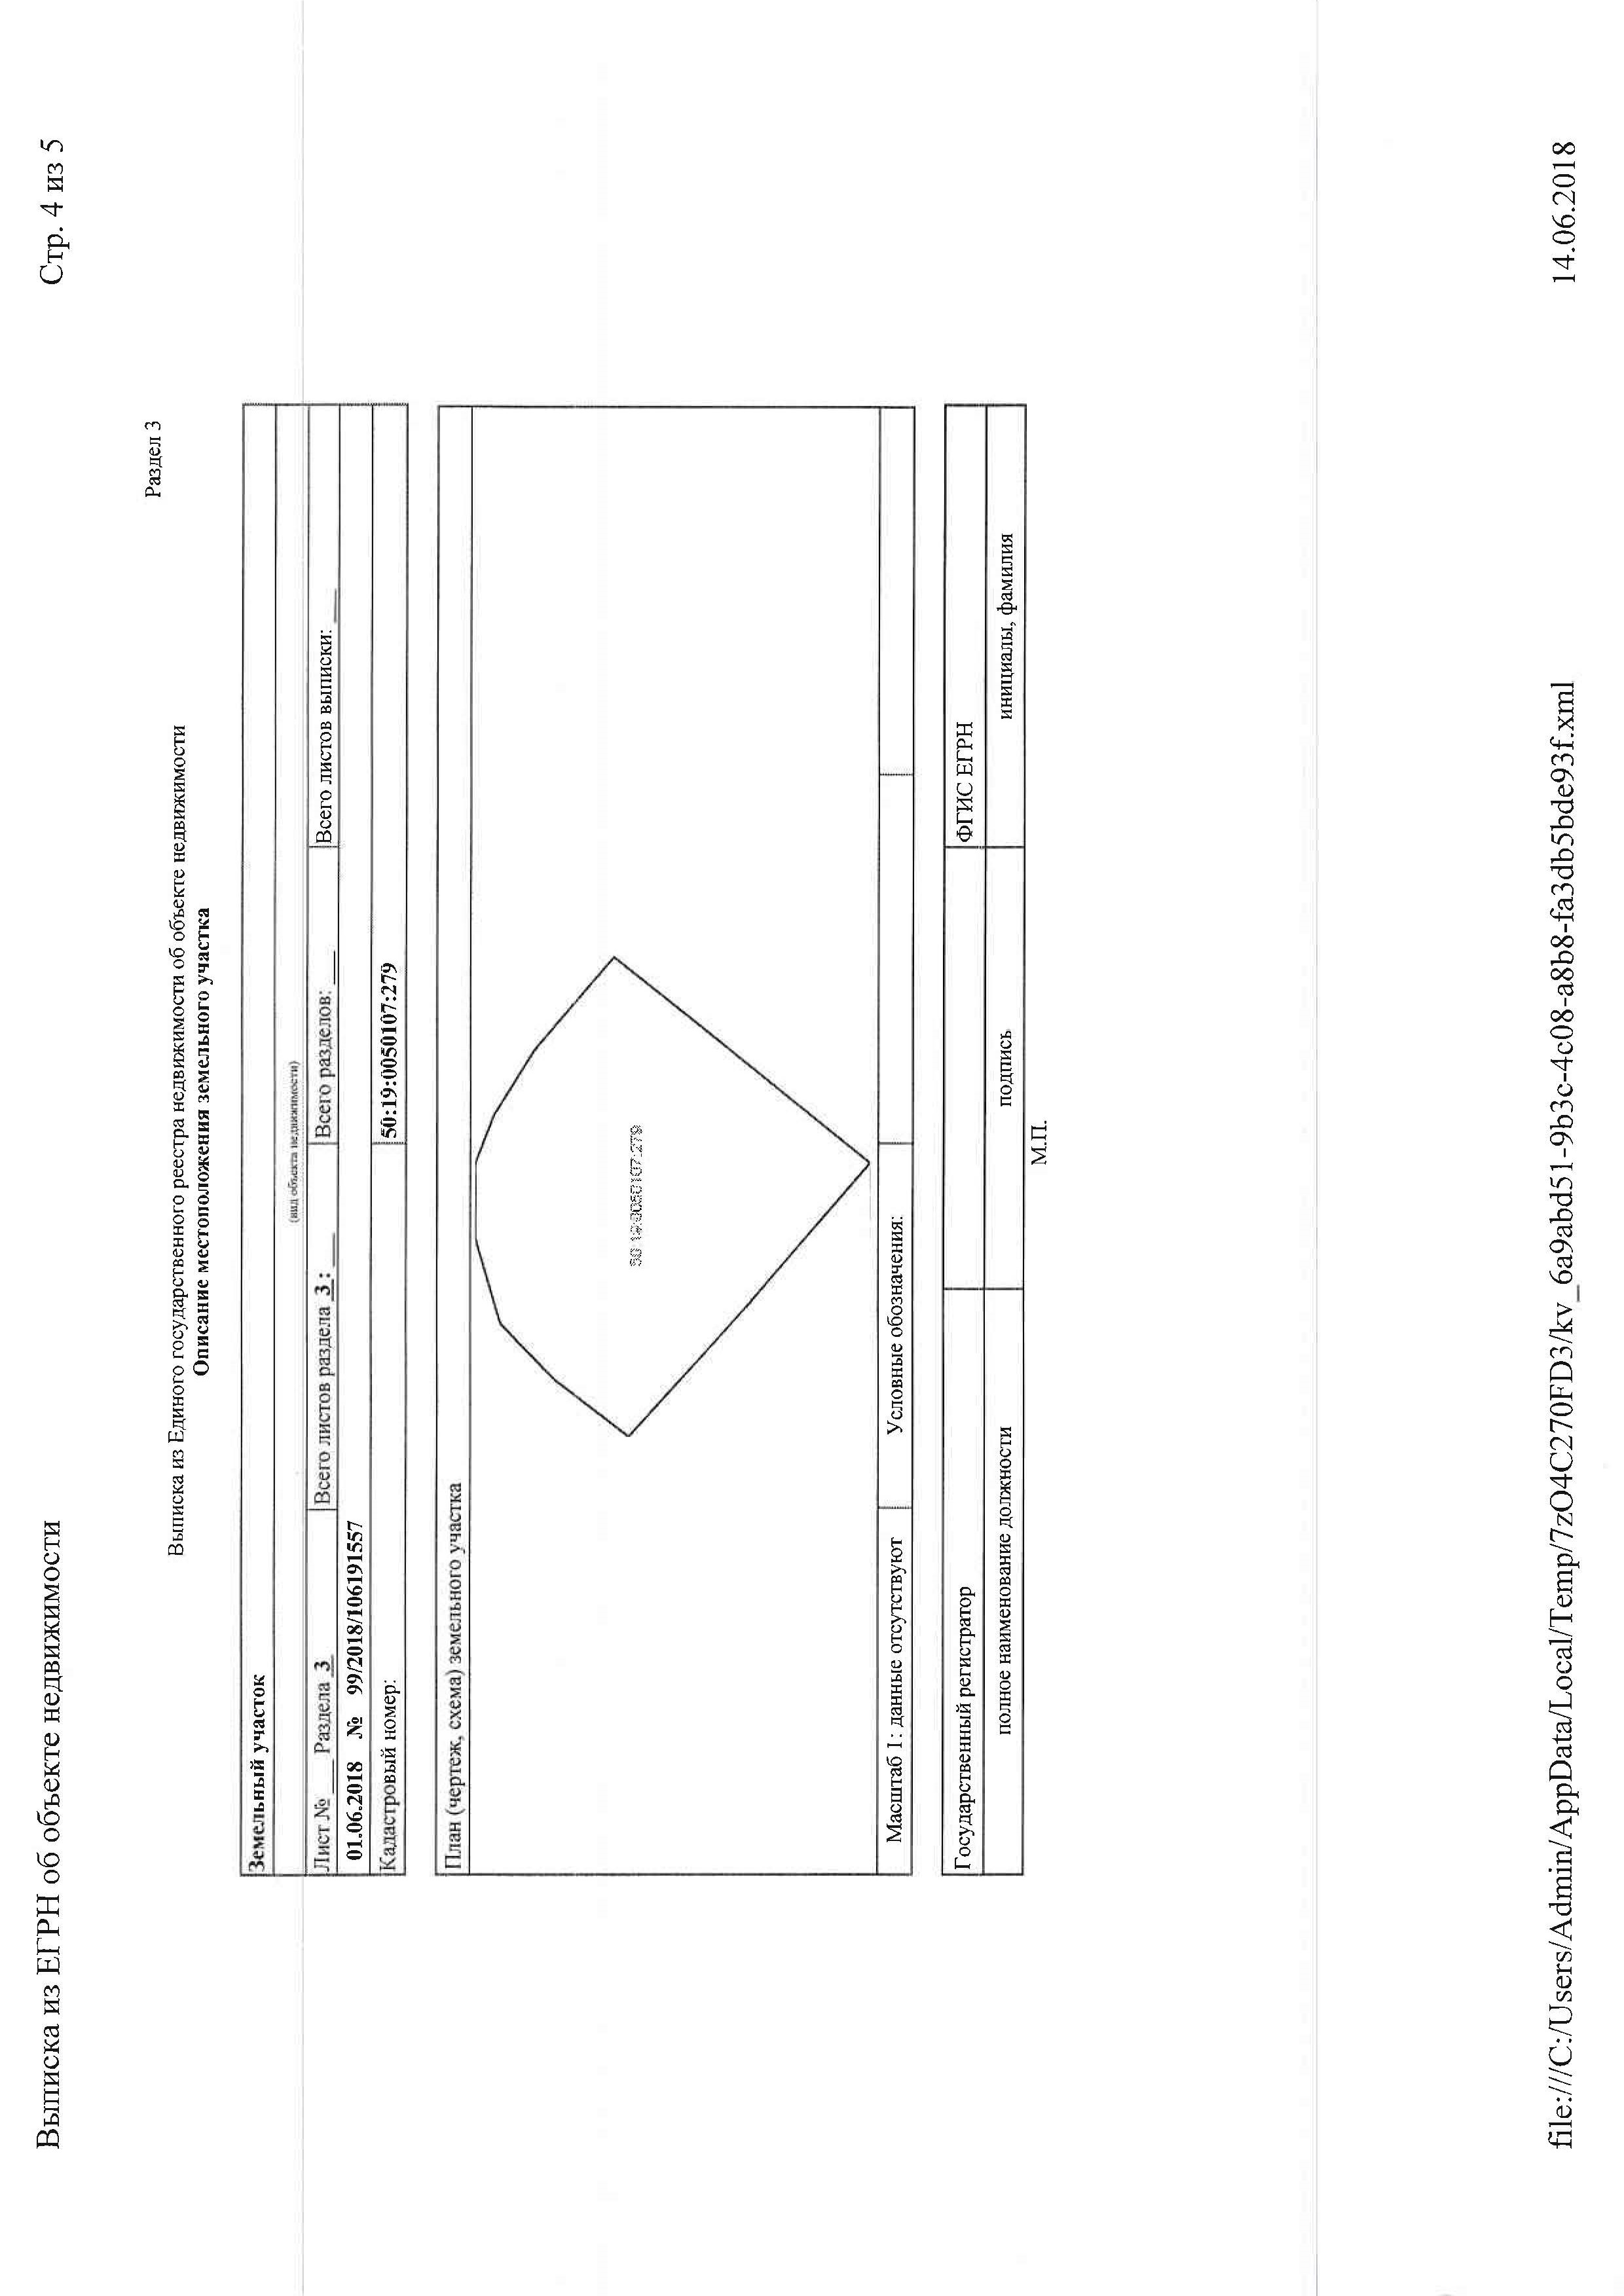 Выписка из ЕГРН об объекте недвижимости Стр. 4 из 5
Раздел 3
Выписка из Единого государственного реестра недвижимости об объекте недвижимости
Описание местоположения земельного участка
Земельный участок
(вид объекта недвижимости)
Лист № ___ Раздела 3 Всего листов раздела 3 : ___ Всего разделов: ___ Всего листов выписки: ___
01.06.2018 № 99/2018/106191557
Кадастровый номер: 50:19:0050107:279
План (чертеж, схема) земельного участка
50:19:0050107:279
Масштаб 1: данные отсутствуют Условные обозначения:
Государственный регистратор ФГИС ЕГРН
полное наименование должности подпись инициалы, фамилия
М.П.
file:///C:/Users/Admin/AppData/Local/Temp/7zO4C270FD3/kv_6a9abd51-9b3c-4c08-a8b8-fa3db5bde93f.xml 14.06.2018